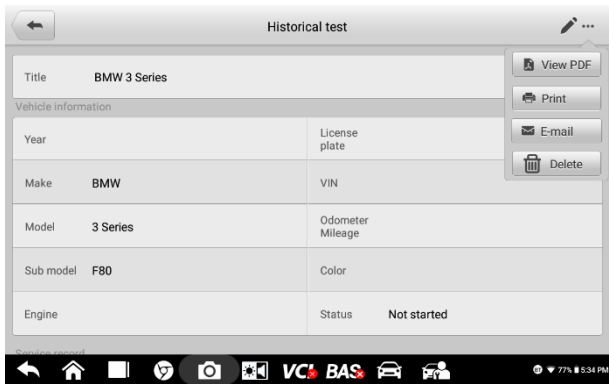 Historical test
Title BMW 3 Series
View PDF
Vehicle information
Print
Year
License
plate
E-mail
Delete
Make BMW
VIN
Model 3 Series
Odometer
Mileage
Sub model F80
Color
Engine
Status Not started
Service record
VCI BAS 77% 5:34 PM